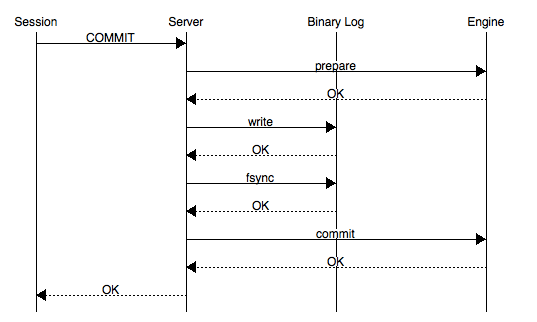 Session Server Binary Log Engine
COMMIT
prepare
OK
write
OK
fsync
OK
commit
OK
OK